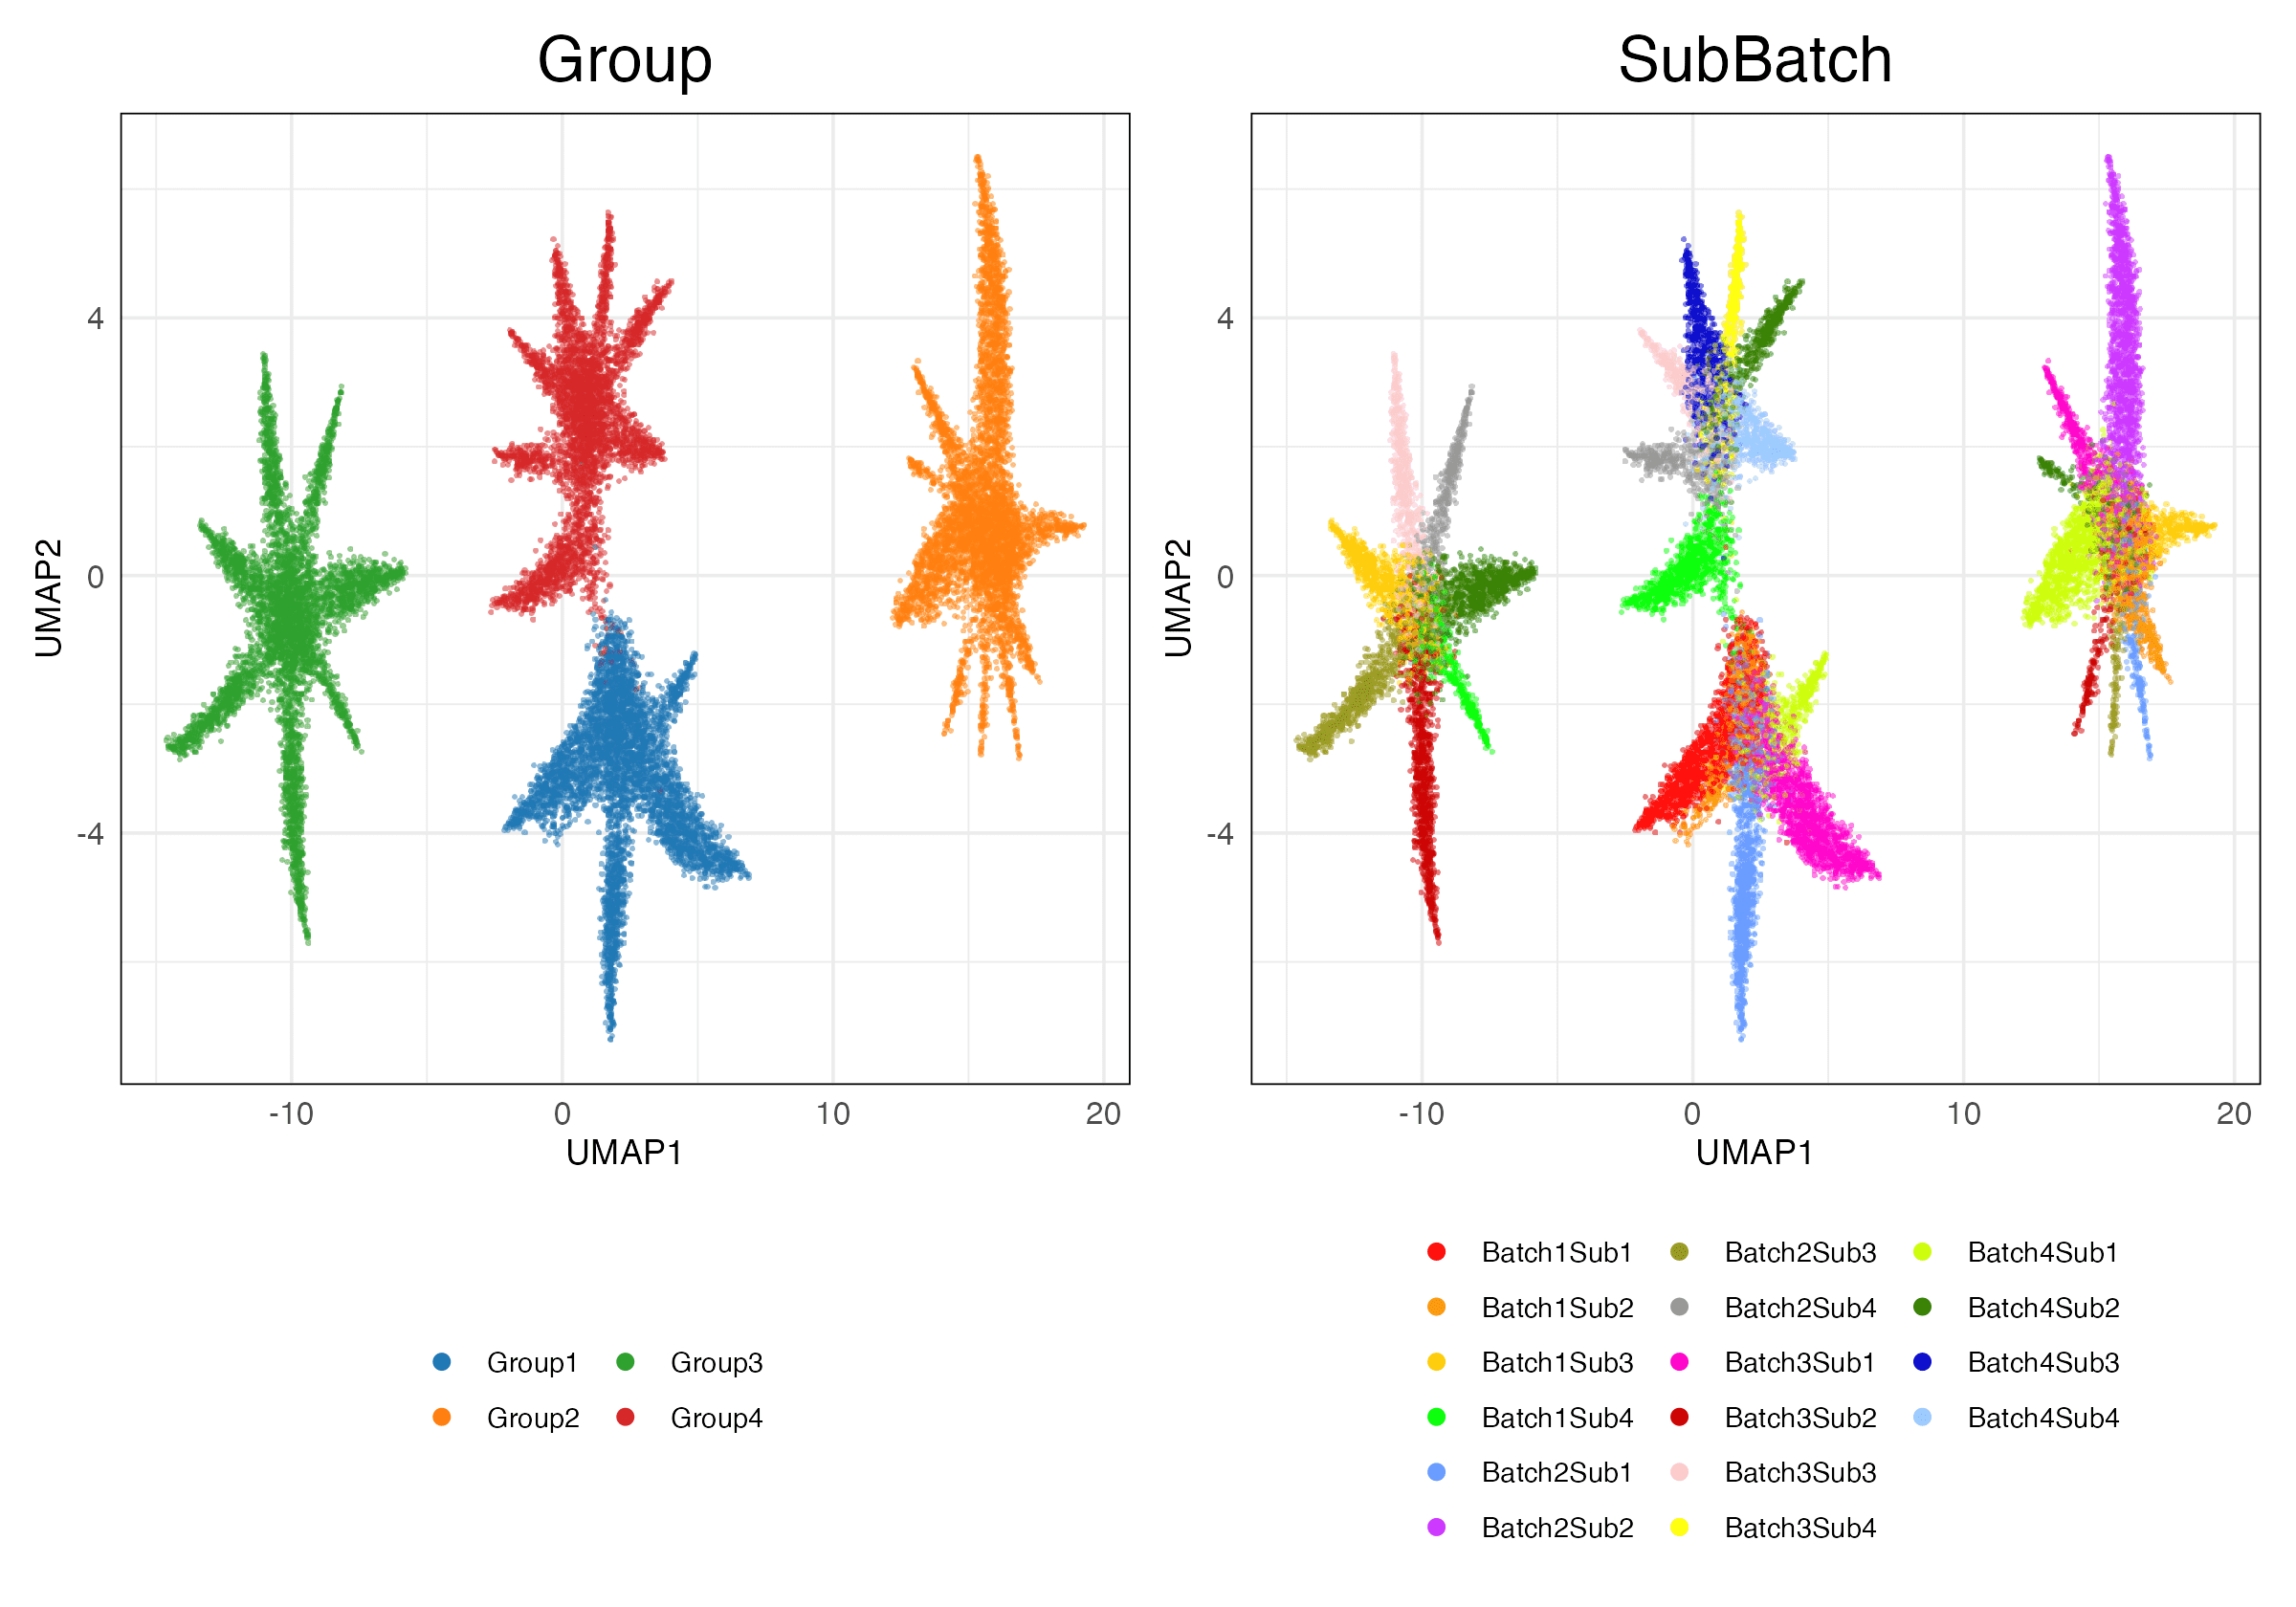 Group
SubBatch
UMAP2
4
0
-4
-10
0
10
20
UMAP1
UMAP2
4
0
-4
-10
0
10
20
UMAP1
Group1
Group3
Group2
Group4
Batch1Sub1
Batch2Sub3
Batch4Sub1
Batch1Sub2
Batch2Sub4
Batch4Sub2
Batch1Sub3
Batch3Sub1
Batch4Sub3
Batch1Sub4
Batch3Sub2
Batch4Sub4
Batch2Sub1
Batch3Sub3
Batch2Sub2
Batch3Sub4